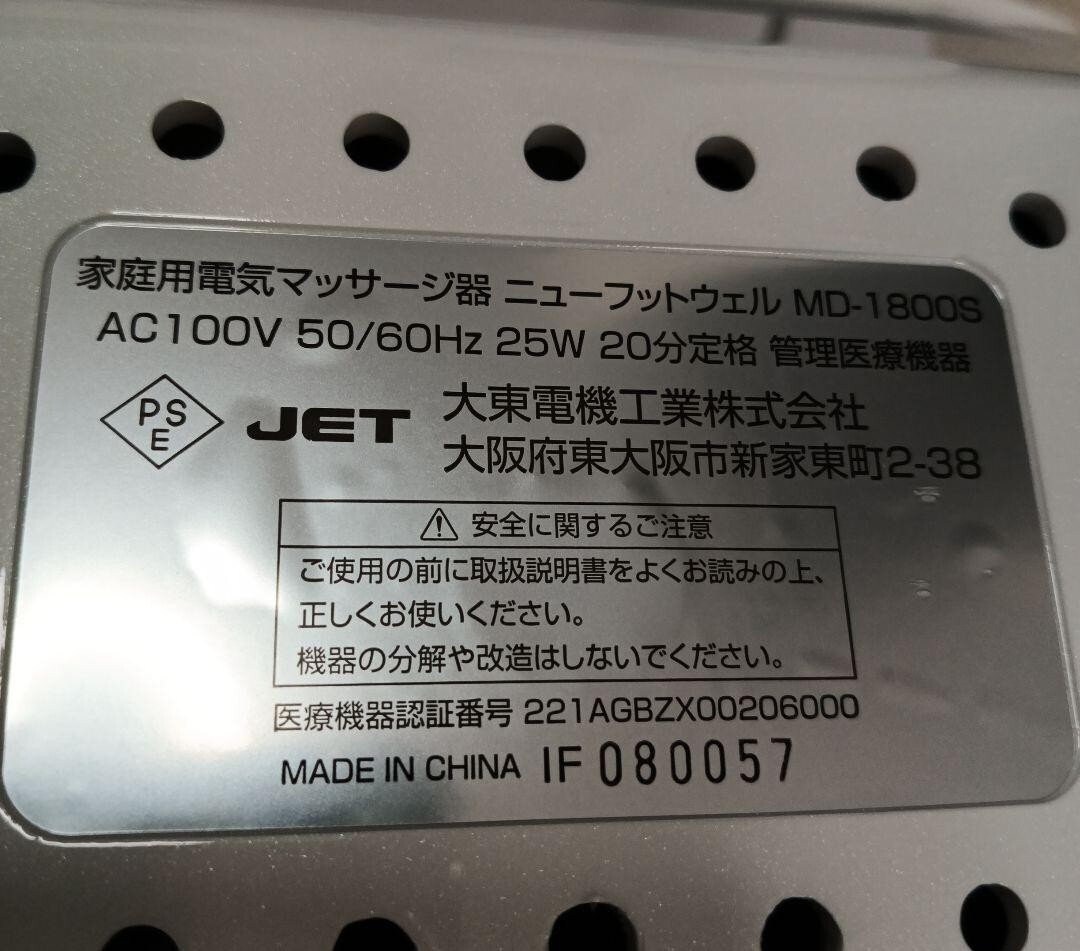 家庭用電気マッサージ器 ニューフットウェル MD-1800S
AC100V 50/60Hz 25W 20分定格 管理医療機器
PSE JET 大東電機工業株式会社
大阪府東大阪市新家東町2-38
⚠ 安全に関するご注意
ご使用の前に取扱説明書をよくお読みの上、
正しくお使いください。
機器の分解や改造はしないでください。
医療機器認証番号 221AGBZX00206000
MADE IN CHINA IF 080057